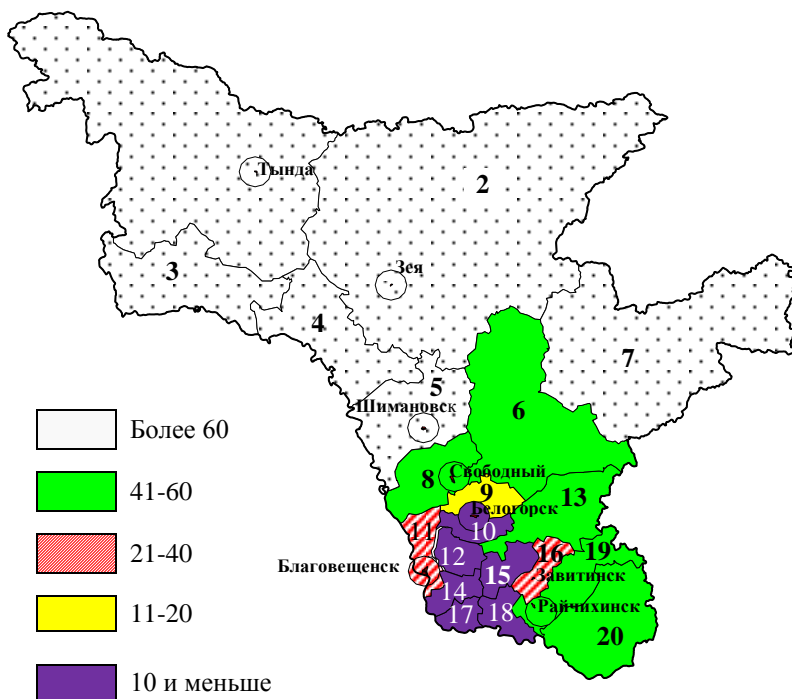 Тында
2
Зея
3
4
7
5
Шимановск
6
Более 60
41-60
21-40
11-20
10 и меньше
Свободный
8
9
13
Белогорск
11
10
12
16
19
15
Завитинск
Благовещенск
14
Райчихинск
17
18
20